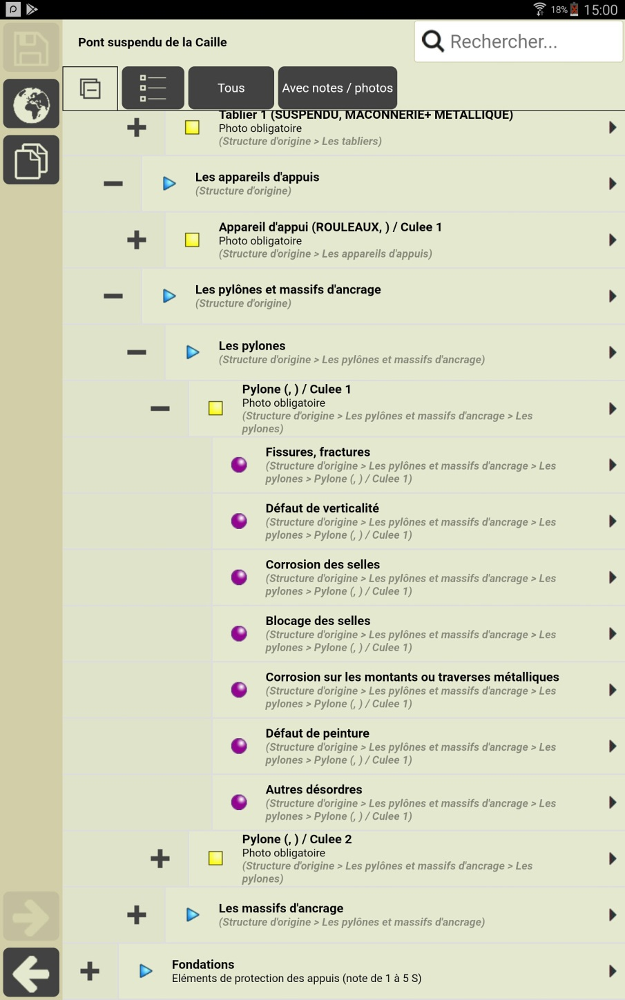 18% 15:00
Pont suspendu de la Caille
Rechercher...
Tous
Avec notes / photos
Tablier 1 (SUSPENDU, MACONNERIE+ METALLIQUE)
Photo obligatoire
(Structure d'origine > Les tabliers)
Les appareils d'appuis
(Structure d'origine)
Appareil d'appui (ROULEAUX, ) / Culee 1
Photo obligatoire
(Structure d'origine > Les appareils d'appuis)
Les pylônes et massifs d'ancrage
(Structure d'origine)
Les pylones
(Structure d'origine > Les pylônes et massifs d'ancrage)
Pylone (, ) / Culee 1
Photo obligatoire
(Structure d'origine > Les pylônes et massifs d'ancrage > Les
pylones)
Fissures, fractures
(Structure d'origine > Les pylônes et massifs d'ancrage > Les
pylones > Pylone (, ) / Culee 1)
Défaut de verticalité
(Structure d'origine > Les pylônes et massifs d'ancrage > Les
pylones > Pylone (, ) / Culee 1)
Corrosion des selles
(Structure d'origine > Les pylônes et massifs d'ancrage > Les
pylones > Pylone (, ) / Culee 1)
Blocage des selles
(Structure d'origine > Les pylônes et massifs d'ancrage > Les
pylones > Pylone (, ) / Culee 1)
Corrosion sur les montants ou traverses métalliques
(Structure d'origine > Les pylônes et massifs d'ancrage > Les
pylones > Pylone (, ) / Culee 1)
Défaut de peinture
(Structure d'origine > Les pylônes et massifs d'ancrage > Les
pylones > Pylone (, ) / Culee 1)
Autres désordres
(Structure d'origine > Les pylônes et massifs d'ancrage > Les
pylones > Pylone (, ) / Culee 1)
Pylone (, ) / Culee 2
Photo obligatoire
(Structure d'origine > Les pylônes et massifs d'ancrage > Les
pylones)
Les massifs d'ancrage
(Structure d'origine > Les pylônes et massifs d'ancrage)
Fondations
Eléments de protection des appuis (note de 1 à 5 S)